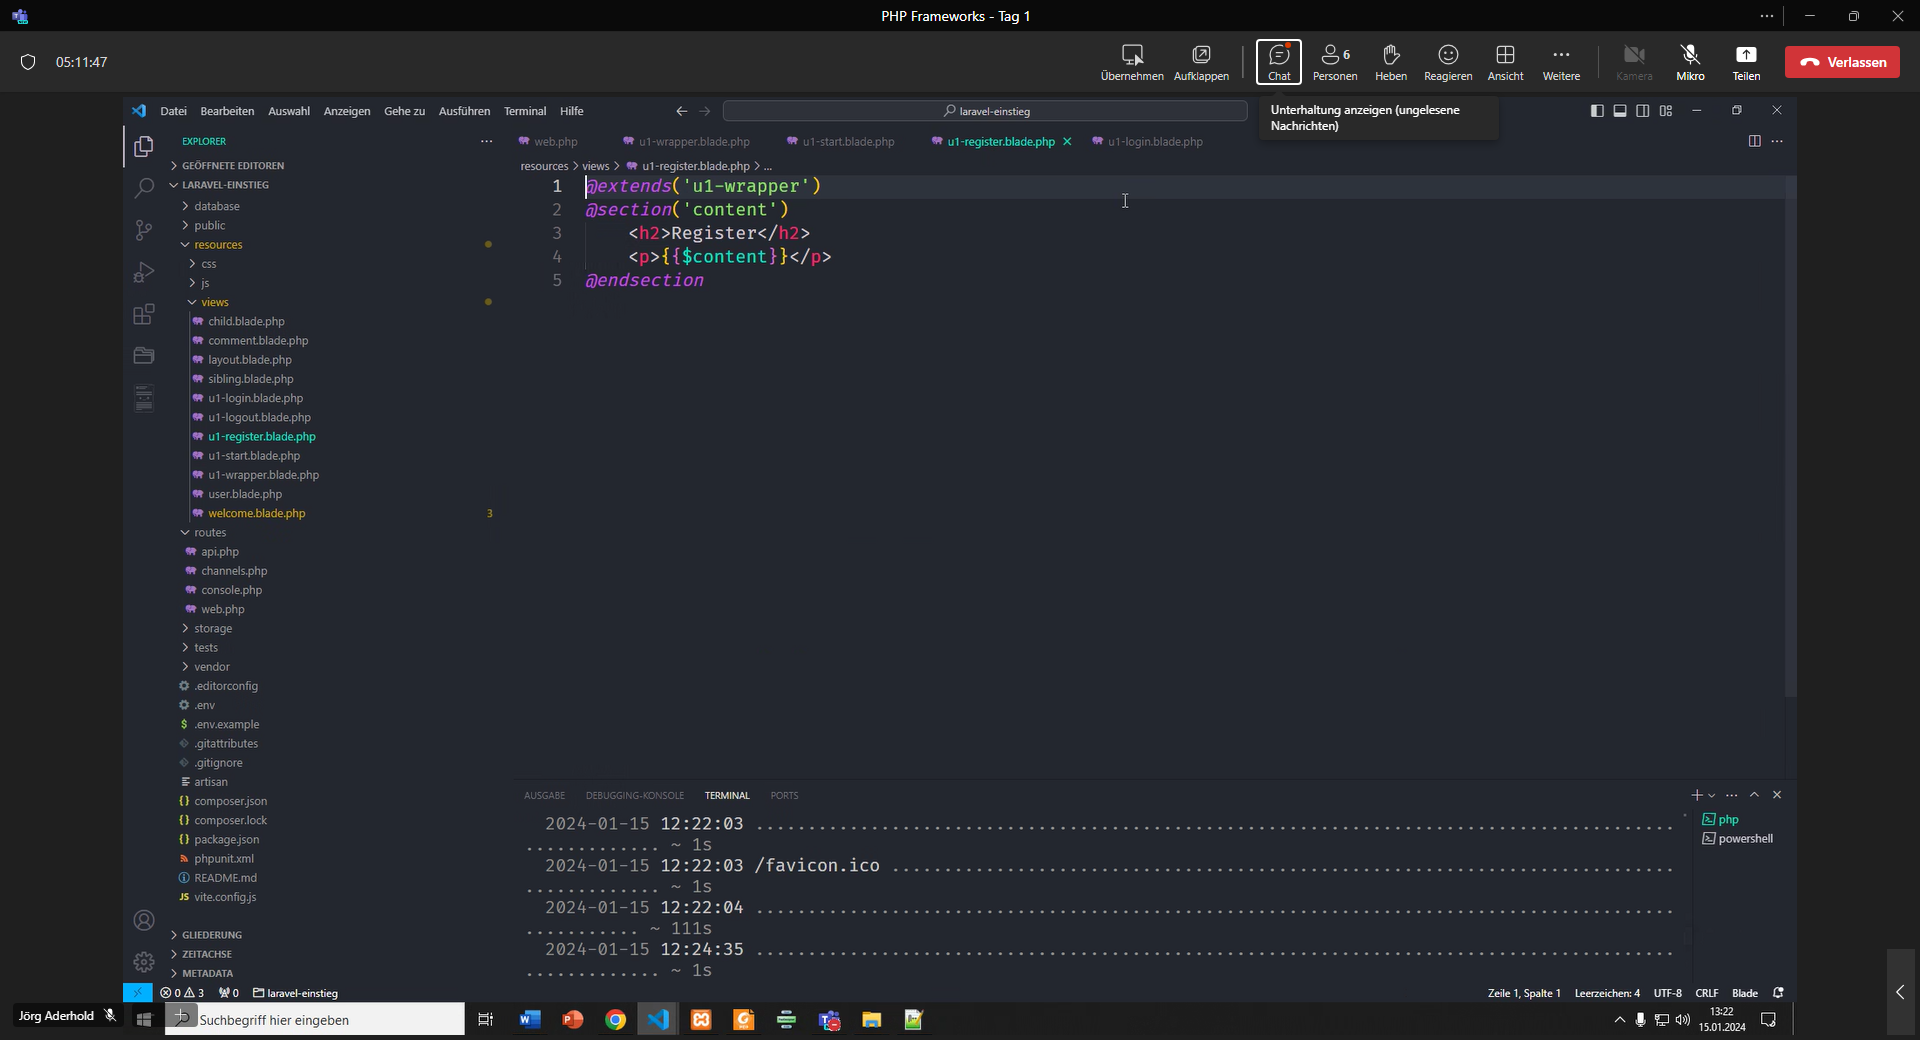 PHP Frameworks - Tag 1
05:11:47
Übernehmen Aufklappen Chat 6 Personen Heben Reagieren Ansicht Weitere Kamera Mikro Teilen Verlassen
Unterhaltung anzeigen (ungelesene
Nachrichten)
Datei Bearbeiten Auswahl Anzeigen Gehe zu Ausführen Terminal Hilfe laravel-einstieg
EXPLORER
GEÖFFNETE EDITOREN
LARAVEL-EINSTIEG
database
public
resources
css
js
views
child.blade.php
comment.blade.php
layout.blade.php
sibling.blade.php
u1-login.blade.php
u1-logout.blade.php
u1-register.blade.php
u1-start.blade.php
u1-wrapper.blade.php
user.blade.php
welcome.blade.php 3
routes
api.php
channels.php
console.php
web.php
storage
tests
vendor
.editorconfig
.env
$ .env.example
.gitattributes
.gitignore
artisan
{} composer.json
{} composer.lock
{} package.json
phpunit.xml
README.md
JS vite.config.js
GLIEDERUNG
ZEITACHSE
METADATA
web.php u1-wrapper.blade.php u1-start.blade.php u1-register.blade.php u1-login.blade.php
resources > views > u1-register.blade.php > ...
1 @extends('u1-wrapper')
2 @section('content')
3 <h2>Register</h2>
4 <p>{{$content}}</p>
5 @endsection
AUSGABE DEBUGGING-KONSOLE TERMINAL PORTS
2024-01-15 12:22:03 .......................................................................................
............. ~ 1s
2024-01-15 12:22:03 /favicon.ico ..........................................................................
............. ~ 1s
2024-01-15 12:22:04 .......................................................................................
........... ~ 111s
2024-01-15 12:24:35 .......................................................................................
............. ~ 1s
php
powershell
0 3 0 laravel-einstieg Zeile 1, Spalte 1 Leerzeichen: 4 UTF-8 CRLF Blade
Jörg Aderhold
Suchbegriff hier eingeben
13:22
15.01.2024